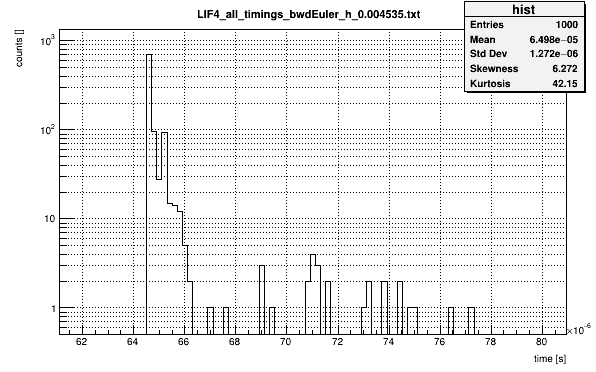 LIF4_all_timings_bwdEuler_h_0.004535.txt
hist
Entries 1000
Mean 6.498e−05
Std Dev 1.272e−06
Skewness 6.272
Kurtosis 42.15
counts []
10³
10²
10
1
62 64 66 68 70 72 74 76 78 80
×10⁻⁶
time [s]